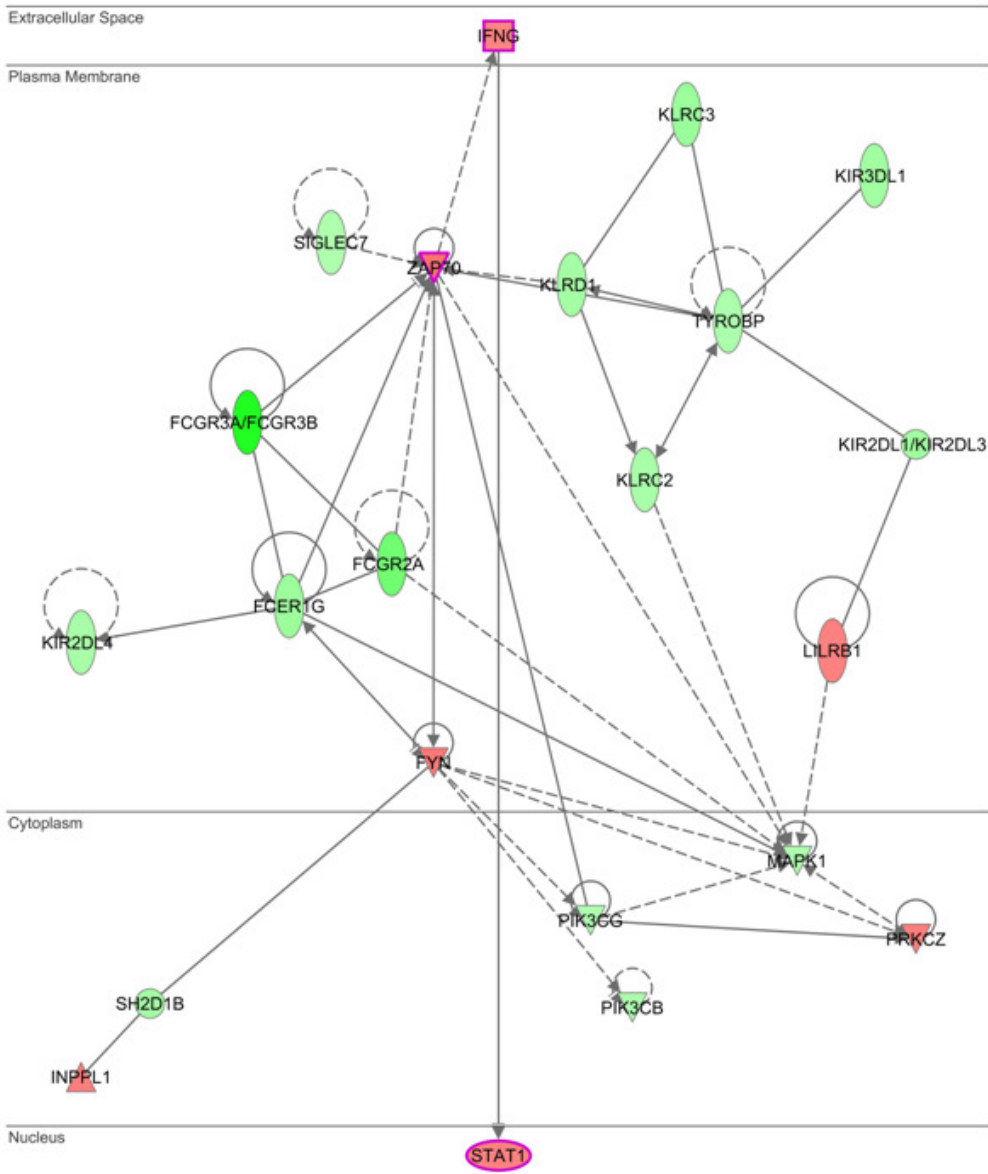 Extracellular Space
IFNG
Plasma Membrane
KLRC3
KIR3DL1
SIGLEC7
ZAP70
KLRD1
TYROBP
FCGR3A/FCGR3B
KIR2DL1/KIR2DL3
KLRC2
FCGR2A
FCER1G
KIR2DL4
LILRB1
FYN
Cytoplasm
MAPK1
PIK3CG
PRKCZ
SH2D1B
PIK3CB
INPPL1
Nucleus
STAT1